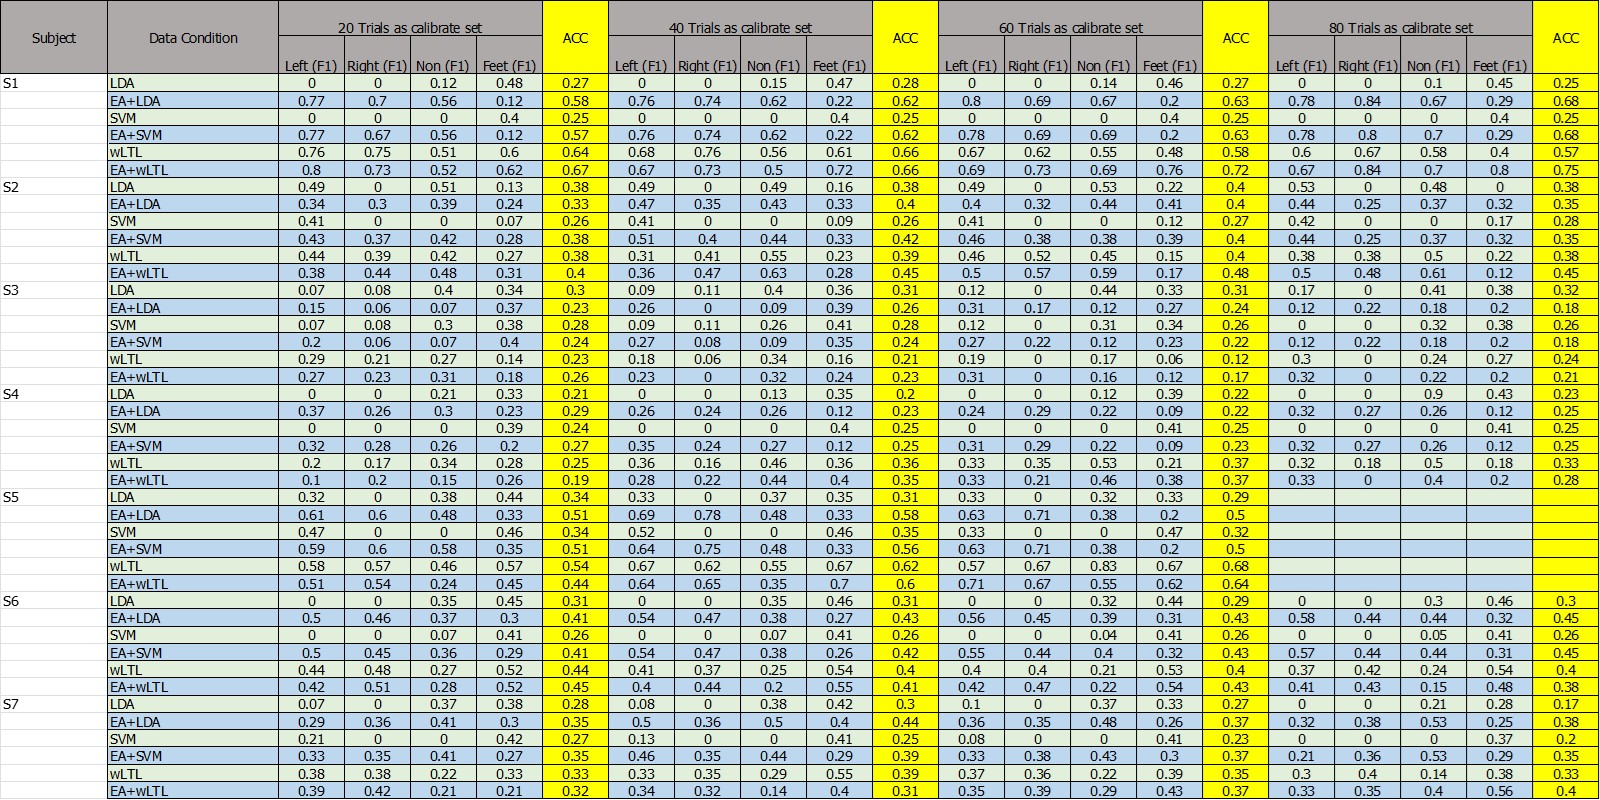 Subject Data Condition 20 Trials as calibrate set ACC 40 Trials as calibrate set ACC 60 Trials as calibrate set ACC 80 Trials as calibrate set ACC
Left (F1) Right (F1) Non (F1) Feet (F1) Left (F1) Right (F1) Non (F1) Feet (F1) Left (F1) Right (F1) Non (F1) Feet (F1) Left (F1) Right (F1) Non (F1) Feet (F1)
S1 LDA 0 0 0.12 0.48 0.27 0 0 0.15 0.47 0.28 0 0 0.14 0.46 0.27 0 0 0.1 0.45 0.25
EA+LDA 0.77 0.7 0.56 0.12 0.58 0.76 0.74 0.62 0.22 0.62 0.8 0.69 0.67 0.2 0.63 0.78 0.84 0.67 0.29 0.68
SVM 0 0 0 0.4 0.25 0 0 0 0.4 0.25 0 0 0 0.4 0.25 0 0 0 0.4 0.25
EA+SVM 0.77 0.67 0.56 0.12 0.57 0.76 0.74 0.62 0.22 0.62 0.78 0.69 0.69 0.2 0.63 0.78 0.8 0.7 0.29 0.68
wLTL 0.76 0.75 0.51 0.6 0.64 0.68 0.76 0.56 0.61 0.66 0.67 0.62 0.55 0.48 0.58 0.6 0.67 0.58 0.4 0.57
EA+wLTL 0.8 0.73 0.52 0.62 0.67 0.67 0.73 0.5 0.72 0.66 0.69 0.73 0.69 0.76 0.72 0.67 0.84 0.7 0.8 0.75
S2 LDA 0.49 0 0.51 0.13 0.38 0.49 0 0.49 0.16 0.38 0.49 0 0.53 0.22 0.4 0.53 0 0.48 0 0.38
EA+LDA 0.34 0.3 0.39 0.24 0.33 0.47 0.35 0.43 0.33 0.4 0.4 0.32 0.44 0.41 0.4 0.44 0.25 0.37 0.32 0.35
SVM 0.41 0 0 0.07 0.26 0.41 0 0 0.09 0.26 0.41 0 0 0.12 0.27 0.42 0 0 0.17 0.28
EA+SVM 0.43 0.37 0.42 0.28 0.38 0.51 0.4 0.44 0.33 0.42 0.46 0.38 0.38 0.39 0.4 0.44 0.25 0.37 0.32 0.35
wLTL 0.44 0.39 0.42 0.27 0.38 0.31 0.41 0.55 0.23 0.39 0.46 0.52 0.45 0.15 0.4 0.38 0.38 0.5 0.22 0.38
EA+wLTL 0.38 0.44 0.48 0.31 0.4 0.36 0.47 0.63 0.28 0.45 0.5 0.57 0.59 0.17 0.48 0.5 0.48 0.61 0.12 0.45
S3 LDA 0.07 0.08 0.4 0.34 0.3 0.09 0.11 0.4 0.36 0.31 0.12 0 0.44 0.33 0.31 0.17 0 0.41 0.38 0.32
EA+LDA 0.15 0.06 0.07 0.37 0.23 0.26 0 0.09 0.39 0.26 0.31 0.17 0.12 0.27 0.24 0.12 0.22 0.18 0.2 0.18
SVM 0.07 0.08 0.3 0.38 0.28 0.09 0.11 0.26 0.41 0.28 0.12 0 0.31 0.34 0.26 0 0 0.32 0.38 0.26
EA+SVM 0.2 0.06 0.07 0.4 0.24 0.27 0.08 0.09 0.35 0.24 0.27 0.22 0.12 0.23 0.22 0.12 0.22 0.18 0.2 0.18
wLTL 0.29 0.21 0.27 0.14 0.23 0.18 0.06 0.34 0.16 0.21 0.19 0 0.17 0.06 0.12 0.3 0 0.24 0.27 0.24
EA+wLTL 0.27 0.23 0.31 0.18 0.26 0.23 0 0.32 0.24 0.23 0.31 0 0.16 0.12 0.17 0.32 0 0.22 0.2 0.21
S4 LDA 0 0 0.21 0.33 0.21 0 0 0.13 0.35 0.2 0 0 0.12 0.39 0.22 0 0 0.9 0.43 0.23
EA+LDA 0.37 0.26 0.3 0.23 0.29 0.26 0.24 0.26 0.12 0.23 0.24 0.29 0.22 0.09 0.22 0.32 0.27 0.26 0.12 0.25
SVM 0 0 0 0.39 0.24 0 0 0 0.4 0.25 0 0 0 0.41 0.25 0 0 0 0.41 0.25
EA+SVM 0.32 0.28 0.26 0.2 0.27 0.35 0.24 0.27 0.12 0.25 0.31 0.29 0.22 0.09 0.23 0.32 0.27 0.26 0.12 0.25
wLTL 0.2 0.17 0.34 0.28 0.25 0.36 0.16 0.46 0.36 0.36 0.33 0.35 0.53 0.21 0.37 0.32 0.18 0.5 0.18 0.33
EA+wLTL 0.1 0.2 0.15 0.26 0.19 0.28 0.22 0.44 0.4 0.35 0.33 0.21 0.46 0.38 0.37 0.33 0 0.4 0.2 0.28
S5 LDA 0.32 0 0.38 0.44 0.34 0.33 0 0.37 0.35 0.31 0.33 0 0.32 0.33 0.29
EA+LDA 0.61 0.6 0.48 0.33 0.51 0.69 0.78 0.48 0.33 0.58 0.63 0.71 0.38 0.2 0.5
SVM 0.47 0 0 0.46 0.34 0.52 0 0 0.46 0.35 0.33 0 0 0.47 0.32
EA+SVM 0.59 0.6 0.58 0.35 0.51 0.64 0.75 0.48 0.33 0.56 0.63 0.71 0.38 0.2 0.5
wLTL 0.58 0.57 0.46 0.57 0.54 0.67 0.62 0.55 0.67 0.62 0.57 0.67 0.83 0.67 0.68
EA+wLTL 0.51 0.54 0.24 0.45 0.44 0.64 0.65 0.35 0.7 0.6 0.71 0.67 0.55 0.62 0.64
S6 LDA 0 0 0.35 0.45 0.31 0 0 0.35 0.46 0.31 0 0 0.32 0.44 0.29 0 0 0.3 0.46 0.3
EA+LDA 0.5 0.46 0.37 0.3 0.41 0.54 0.47 0.38 0.27 0.43 0.56 0.45 0.39 0.31 0.43 0.58 0.44 0.44 0.32 0.45
SVM 0 0 0.07 0.41 0.26 0 0 0.07 0.41 0.26 0 0 0.04 0.41 0.26 0 0 0.05 0.41 0.26
EA+SVM 0.5 0.45 0.36 0.29 0.41 0.54 0.47 0.38 0.26 0.42 0.55 0.44 0.4 0.32 0.43 0.57 0.44 0.44 0.31 0.45
wLTL 0.44 0.48 0.27 0.52 0.44 0.41 0.37 0.25 0.54 0.4 0.4 0.4 0.21 0.53 0.4 0.37 0.42 0.24 0.54 0.4
EA+wLTL 0.42 0.51 0.28 0.52 0.45 0.4 0.44 0.2 0.55 0.41 0.42 0.47 0.22 0.54 0.43 0.41 0.43 0.15 0.48 0.38
S7 LDA 0.07 0 0.37 0.38 0.28 0.08 0 0.38 0.42 0.3 0.1 0 0.37 0.33 0.27 0 0 0.21 0.28 0.17
EA+LDA 0.29 0.36 0.41 0.3 0.35 0.5 0.36 0.5 0.4 0.44 0.36 0.35 0.48 0.26 0.37 0.32 0.38 0.53 0.25 0.38
SVM 0.21 0 0 0.42 0.27 0.13 0 0 0.41 0.25 0.08 0 0 0.41 0.23 0 0 0 0.37 0.2
EA+SVM 0.33 0.35 0.41 0.27 0.35 0.46 0.35 0.44 0.29 0.39 0.33 0.38 0.43 0.3 0.37 0.21 0.36 0.53 0.29 0.35
wLTL 0.38 0.38 0.22 0.33 0.33 0.33 0.35 0.29 0.55 0.39 0.37 0.36 0.22 0.39 0.35 0.3 0.4 0.14 0.38 0.33
EA+wLTL 0.39 0.42 0.21 0.21 0.32 0.34 0.32 0.14 0.4 0.31 0.35 0.39 0.29 0.43 0.37 0.33 0.35 0.4 0.56 0.4